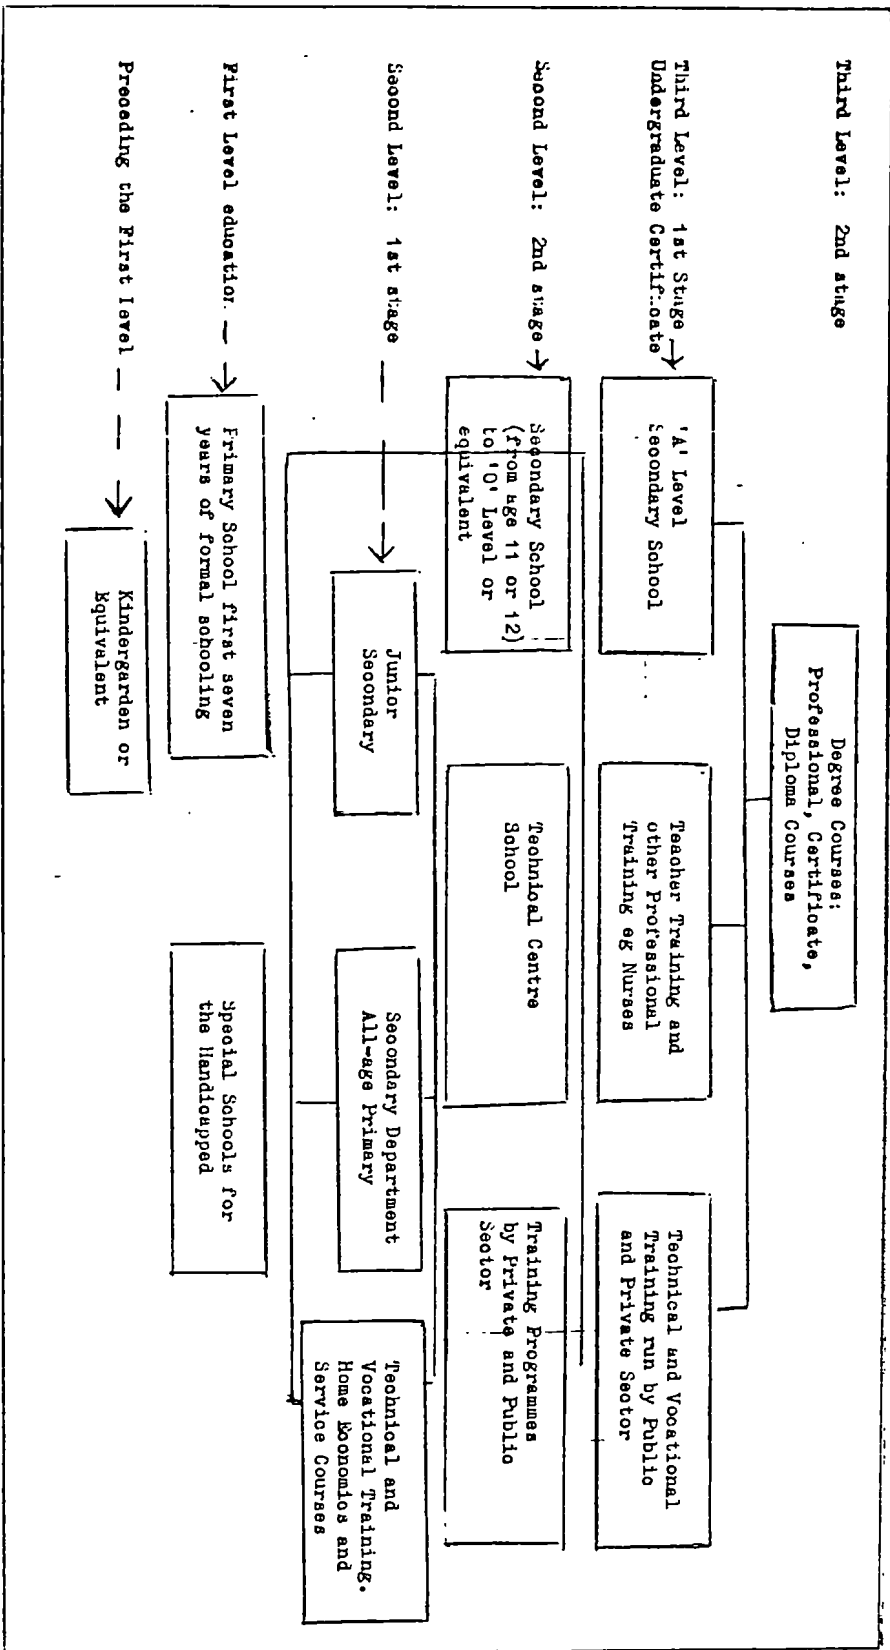 Third Level: 2nd stage
Degree Courses:
Professional, Certificate,
Diploma Courses
Third Level: 1st Stage
Undergraduate Certificate
'A' Level
Secondary School
Teacher Training and
other Professional
Training eg Nurses
Technical and Vocational
Training run by Public
and Private Sector
Second Level: 2nd stage
Secondary School
(from age 11 or 12)
to 'O' Level or
equivalent
Technical Centre
School
Training Programmes
by Private and Public
Sector
Second Level: 1st stage
Junior
Secondary
Secondary Department
All-age Primary
Technical and
Vocational Training.
Home Economics and
Service Courses
First Level education
Primary School first seven
years of formal schooling
Special Schools for
the Handicapped
Preceding the First Level
Kindergarden or
Equivalent